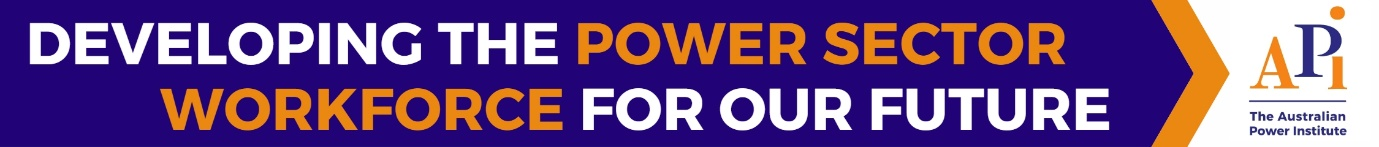 DEVELOPING THE POWER SECTOR
WORKFORCE FOR OUR FUTURE
APi
The Australian
Power Institute